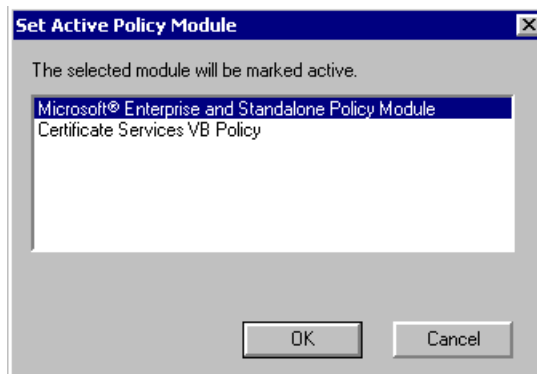 Set Active Policy Module
The selected module will be marked active.
Microsoft® Enterprise and Standalone Policy Module
Certificate Services VB Policy
OK
Cancel